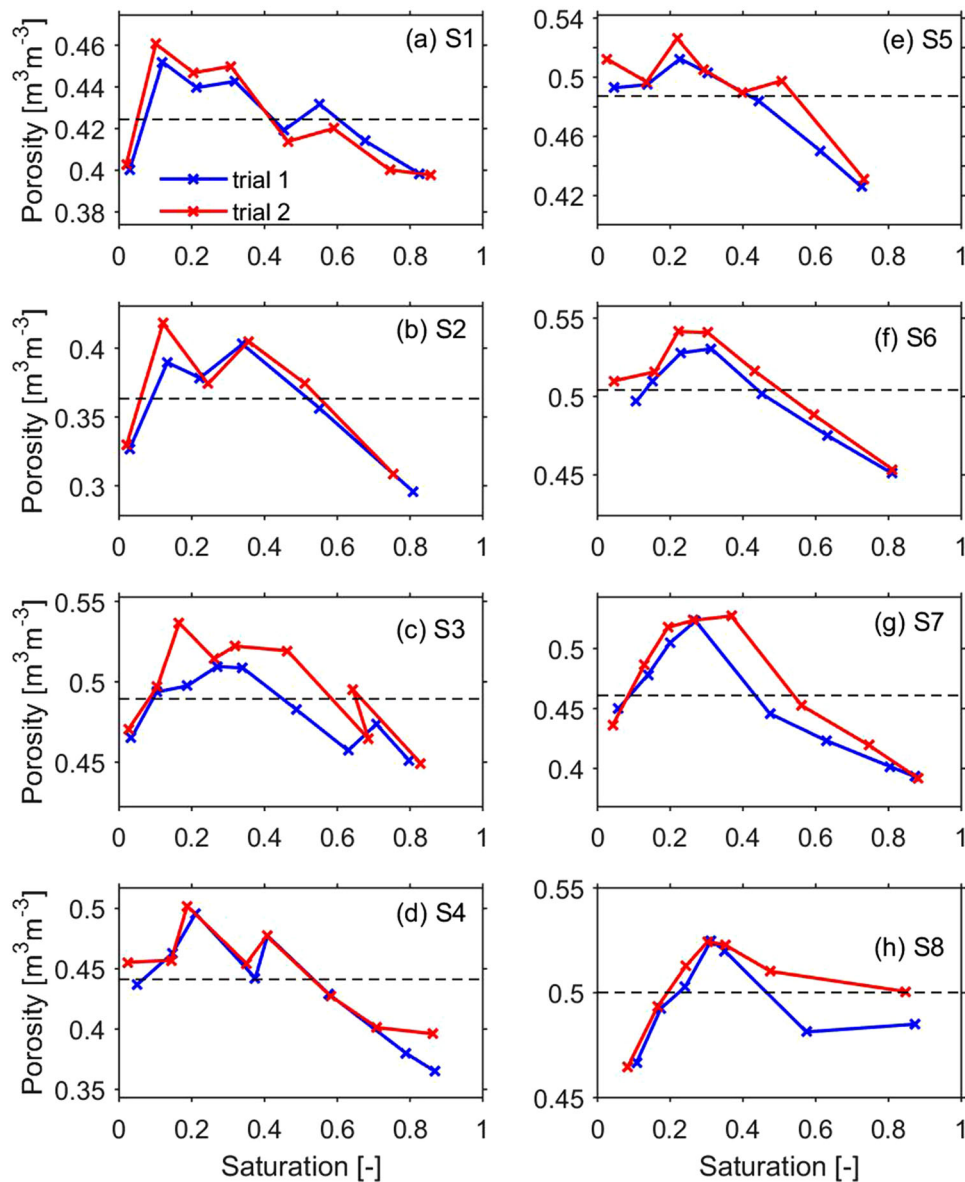 (a) S1
Porosity [m³m⁻³]
0.46
0.44
0.42
0.4
0.38
trial 1
trial 2
0 0.2 0.4 0.6 0.8 1
(e) S5
0.54
0.5
0.46
0.42
0 0.2 0.4 0.6 0.8 1
(b) S2
Porosity [m³m⁻³]
0.4
0.35
0.3
0 0.2 0.4 0.6 0.8 1
(f) S6
0.55
0.5
0.45
0 0.2 0.4 0.6 0.8 1
(c) S3
Porosity [m³m⁻³]
0.55
0.5
0.45
0 0.2 0.4 0.6 0.8 1
(g) S7
0.5
0.45
0.4
0 0.2 0.4 0.6 0.8 1
(d) S4
Porosity [m³m⁻³]
0.5
0.45
0.4
0.35
0 0.2 0.4 0.6 0.8 1
Saturation [-]
(h) S8
0.55
0.5
0.45
0 0.2 0.4 0.6 0.8 1
Saturation [-]